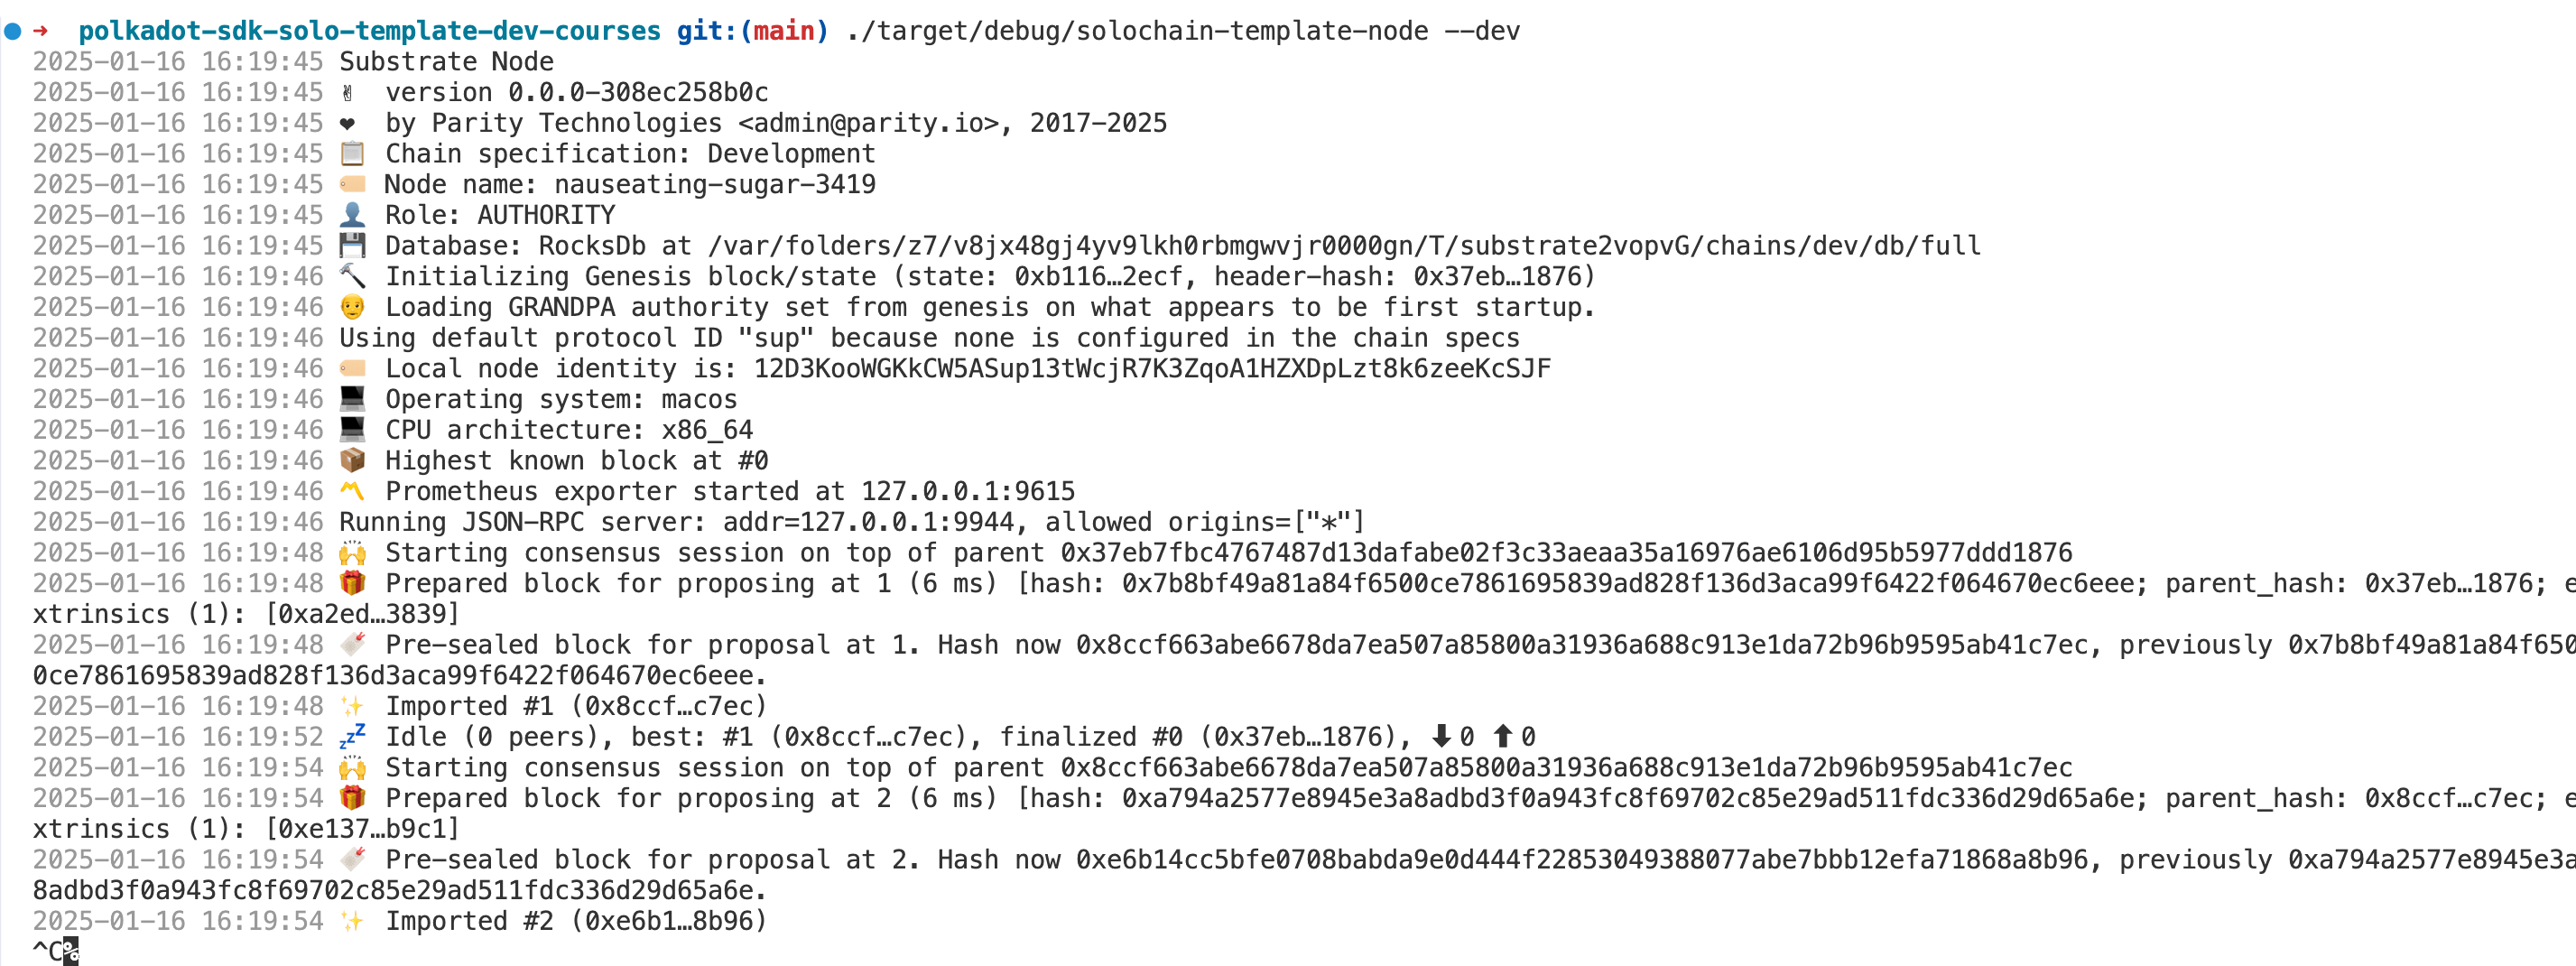 ➜  polkadot-sdk-solo-template-dev-courses git:(main) ./target/debug/solochain-template-node --dev
2025-01-16 16:19:45 Substrate Node
2025-01-16 16:19:45 ✌️  version 0.0.0-308ec258b0c
2025-01-16 16:19:45 ❤️  by Parity Technologies <admin@parity.io>, 2017-2025
2025-01-16 16:19:45 📋 Chain specification: Development
2025-01-16 16:19:45 🏷  Node name: nauseating-sugar-3419
2025-01-16 16:19:45 👤 Role: AUTHORITY
2025-01-16 16:19:45 💾 Database: RocksDb at /var/folders/z7/v8jx48gj4yv9lkh0rbmgwvjr0000gn/T/substrate2vopvG/chains/dev/db/full
2025-01-16 16:19:46 🔨 Initializing Genesis block/state (state: 0xb116…2ecf, header-hash: 0x37eb…1876)
2025-01-16 16:19:46 👴 Loading GRANDPA authority set from genesis on what appears to be first startup.
2025-01-16 16:19:46 Using default protocol ID "sup" because none is configured in the chain specs
2025-01-16 16:19:46 🏷  Local node identity is: 12D3KooWGKkCW5ASup13tWcjR7K3ZqoA1HZXDpLzt8k6zeeKcSJF
2025-01-16 16:19:46 💻 Operating system: macos
2025-01-16 16:19:46 💻 CPU architecture: x86_64
2025-01-16 16:19:46 📦 Highest known block at #0
2025-01-16 16:19:46 〽️ Prometheus exporter started at 127.0.0.1:9615
2025-01-16 16:19:46 Running JSON-RPC server: addr=127.0.0.1:9944, allowed origins=["*"]
2025-01-16 16:19:48 🙌 Starting consensus session on top of parent 0x37eb7fbc4767487d13dafabe02f3c33aeaa35a16976ae6106d95b5977ddd1876
2025-01-16 16:19:48 🎁 Prepared block for proposing at 1 (6 ms) [hash: 0x7b8bf49a81a84f6500ce7861695839ad828f136d3aca99f6422f064670ec6eee; parent_hash: 0x37eb…1876; e
xtrinsics (1): [0xa2ed…3839]
2025-01-16 16:19:48 🔖 Pre-sealed block for proposal at 1. Hash now 0x8ccf663abe6678da7ea507a85800a31936a688c913e1da72b96b9595ab41c7ec, previously 0x7b8bf49a81a84f650
0ce7861695839ad828f136d3aca99f6422f064670ec6eee.
2025-01-16 16:19:48 ✨ Imported #1 (0x8ccf…c7ec)
2025-01-16 16:19:52 💤 Idle (0 peers), best: #1 (0x8ccf…c7ec), finalized #0 (0x37eb…1876), ⬇ 0 ⬆ 0
2025-01-16 16:19:54 🙌 Starting consensus session on top of parent 0x8ccf663abe6678da7ea507a85800a31936a688c913e1da72b96b9595ab41c7ec
2025-01-16 16:19:54 🎁 Prepared block for proposing at 2 (6 ms) [hash: 0xa794a2577e8945e3a8adbd3f0a943fc8f69702c85e29ad511fdc336d29d65a6e; parent_hash: 0x8ccf…c7ec; e
xtrinsics (1): [0xe137…b9c1]
2025-01-16 16:19:54 🔖 Pre-sealed block for proposal at 2. Hash now 0xe6b14cc5bfe0708babda9e0d444f22853049388077abe7bbb12efa71868a8b96, previously 0xa794a2577e8945e3a
8adbd3f0a943fc8f69702c85e29ad511fdc336d29d65a6e.
2025-01-16 16:19:54 ✨ Imported #2 (0xe6b1…8b96)
^C%